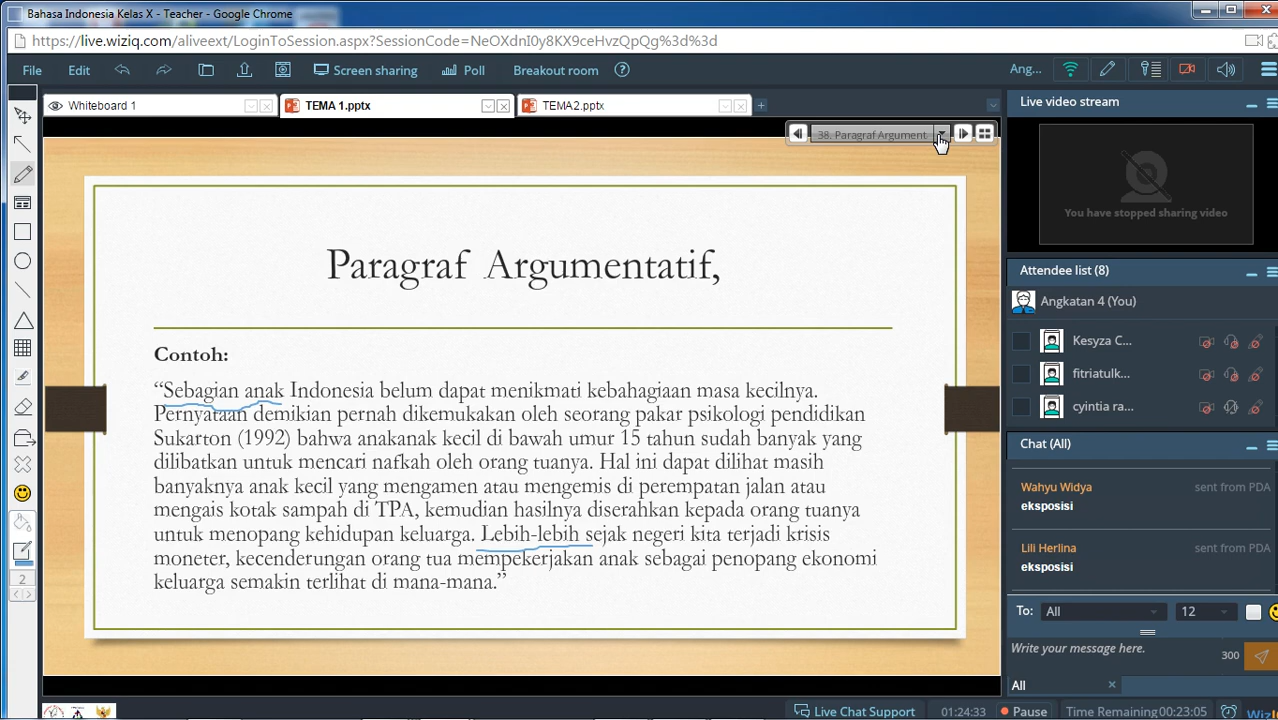 Bahasa Indonesia Kelas X - Teacher - Google Chrome
https://live.wiziq.com/aliveext/LoginToSession.aspx?SessionCode=NeOXdnI0y8KX9ceHvzQpQg%3d%3d
File Edit Screen sharing Poll Breakout room ? Ang...
Whiteboard 1 TEMA 1.pptx TEMA2.pptx +
38. Paragraf Argument
Paragraf Argumentatif,
Contoh:
“Sebagian anak Indonesia belum dapat menikmati kebahagiaan masa kecilnya.
Pernyataan demikian pernah dikemukakan oleh seorang pakar psikologi pendidikan
Sukarton (1992) bahwa anakanak kecil di bawah umur 15 tahun sudah banyak yang
dilibatkan untuk mencari nafkah oleh orang tuanya. Hal ini dapat dilihat masih
banyaknya anak kecil yang mengamen atau mengemis di perempatan jalan atau
mengais kotak sampah di TPA, kemudian hasilnya diserahkan kepada orang tuanya
untuk menopang kehidupan keluarga. Lebih-lebih sejak negeri kita terjadi krisis
moneter, kecenderungan orang tua mempekerjakan anak sebagai penopang ekonomi
keluarga semakin terlihat di mana-mana.”
2
Live video stream
You have stopped sharing video
Attendee list (8)
Angkatan 4 (You)
Kesyza C...
fitriatulk...
cyintia ra...
Chat (All)
Wahyu Widya sent from PDA
eksposisi
Lili Herlina sent from PDA
eksposisi
To: All 12
Write your message here. 300
All
Live Chat Support 01:24:33 Pause Time Remaining00:23:05